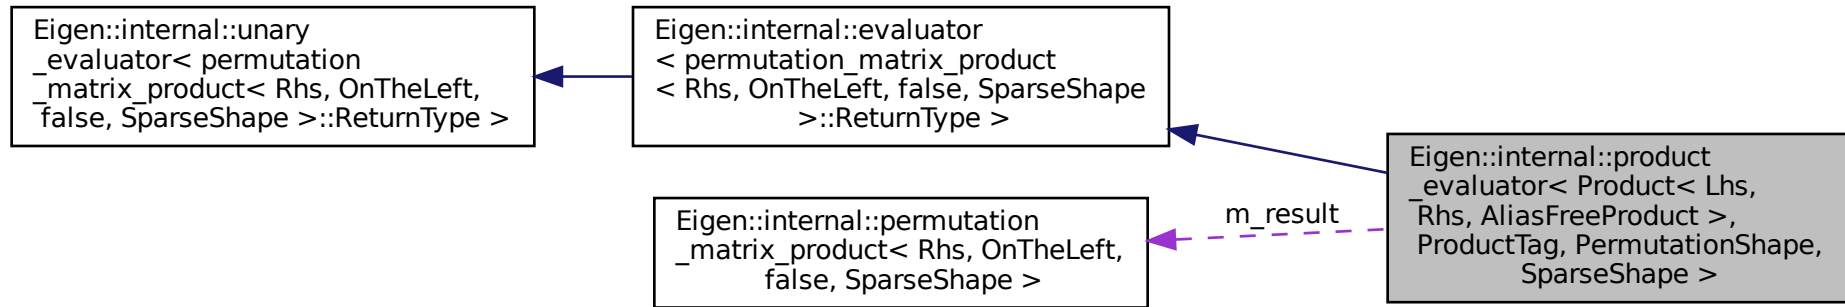 Eigen::internal::unary
_evaluator< permutation
_matrix_product< Rhs, OnTheLeft,
false, SparseShape >::ReturnType >
Eigen::internal::evaluator
< permutation_matrix_product
< Rhs, OnTheLeft, false, SparseShape
>::ReturnType >
Eigen::internal::product
_evaluator< Product< Lhs,
Rhs, AliasFreeProduct >,
ProductTag, PermutationShape,
SparseShape >
m_result
Eigen::internal::permutation
_matrix_product< Rhs, OnTheLeft,
false, SparseShape >